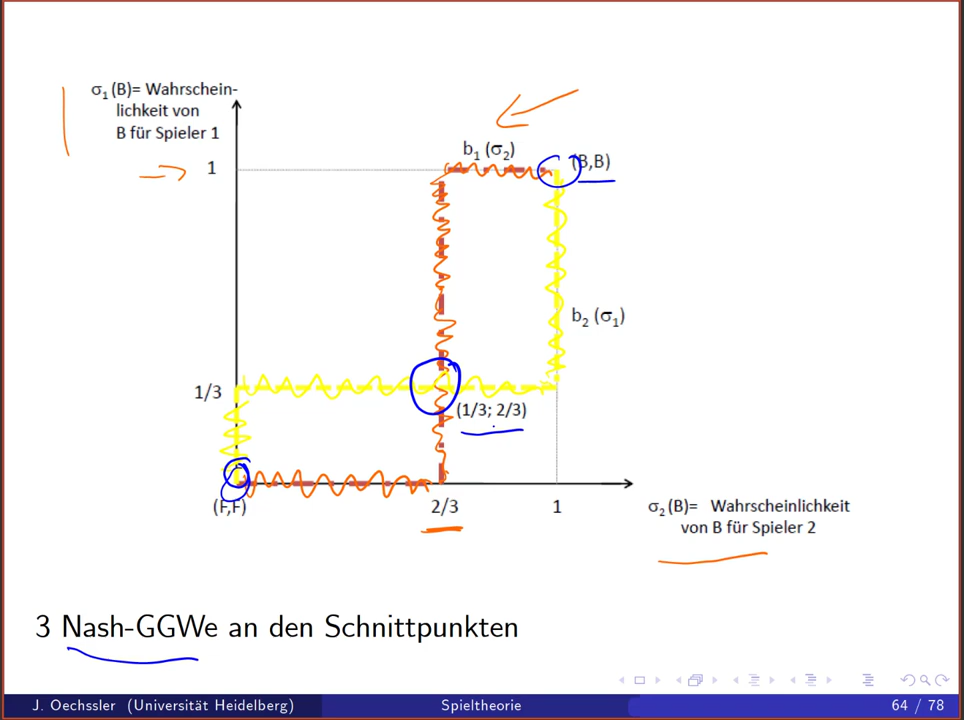 σ₁ (B)= Wahrschein-
lichkeit von
B für Spieler 1
b₁ (σ₂)
(B,B)
1
b₂ (σ₁)
1/3
(1/3; 2/3)
(F,F)
2/3
1
σ₂ (B)= Wahrscheinlichkeit
von B für Spieler 2
3 Nash-GGWe an den Schnittpunkten
J. Oechssler (Universität Heidelberg)
Spieltheorie
64 / 78